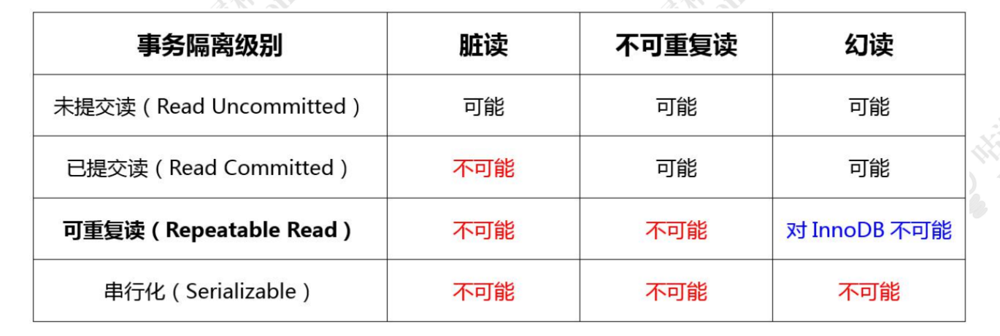 事务隔离级别 脏读 不可重复读 幻读
未提交读（Read Uncommitted） 可能 可能 可能
已提交读（Read Committed） 不可能 可能 可能
可重复读（Repeatable Read） 不可能 不可能 对 InnoDB 不可能
串行化（Serializable） 不可能 不可能 不可能